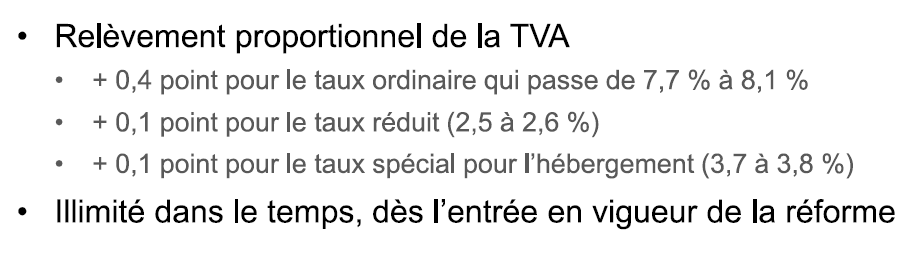 • Relèvement proportionnel de la TVA
• + 0,4 point pour le taux ordinaire qui passe de 7,7 % à 8,1 %
• + 0,1 point pour le taux réduit (2,5 à 2,6 %)
• + 0,1 point pour le taux spécial pour l’hébergement (3,7 à 3,8 %)
• Illimité dans le temps, dès l’entrée en vigueur de la réforme